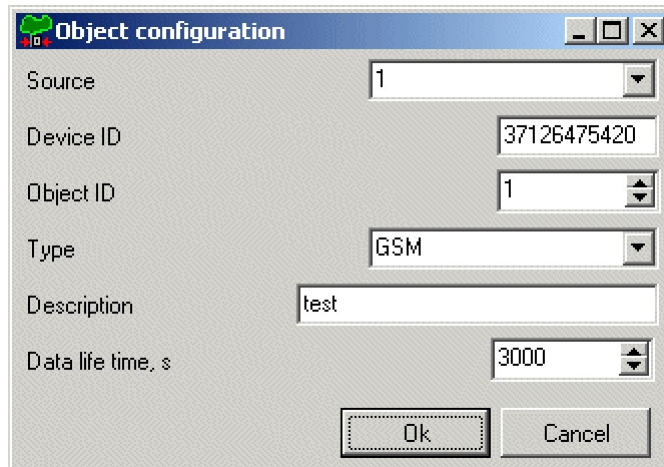 Object configuration
Source 1
Device ID 37126475420
Object ID 1
Type GSM
Description test
Data life time, s 3000
Ok Cancel